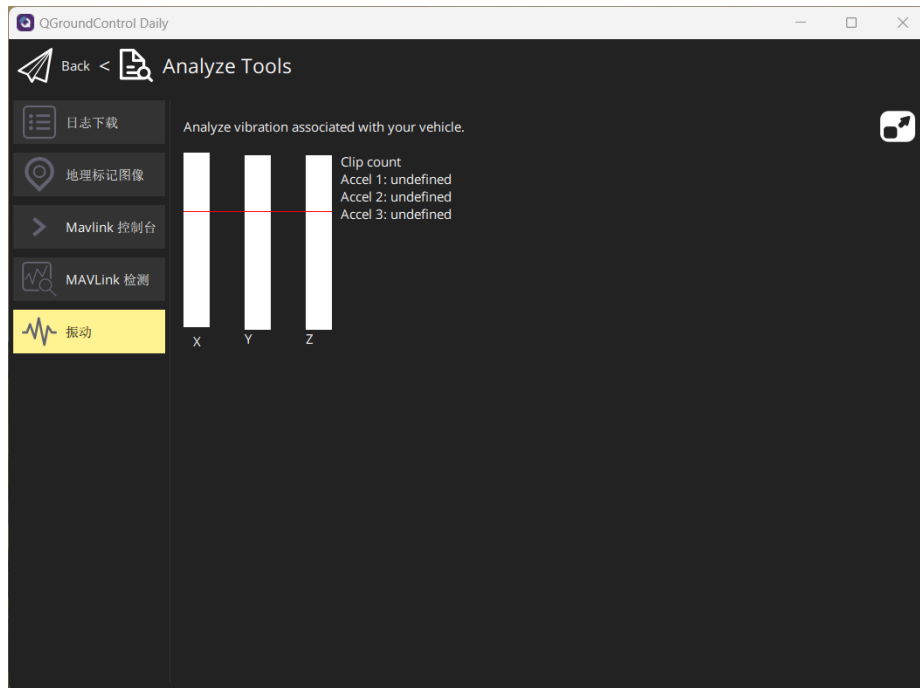 QGroundControl Daily
Back < Analyze Tools
日志下载
地理标记图像
Mavlink 控制台
MAVLink 检测
振动
Analyze vibration associated with your vehicle.
Clip count
Accel 1: undefined
Accel 2: undefined
Accel 3: undefined
X Y Z